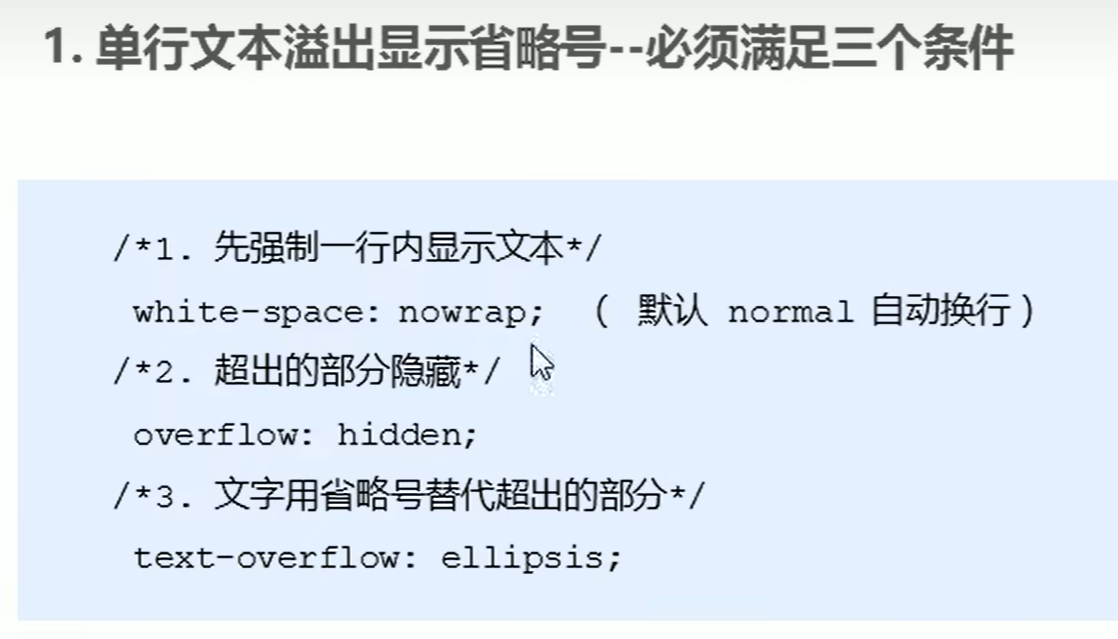 1. 单行文本溢出显示省略号--必须满足三个条件
/*1. 先强制一行内显示文本*/
white-space: nowrap; ( 默认 normal 自动换行)
/*2. 超出的部分隐藏*/
overflow: hidden;
/*3. 文字用省略号替代超出的部分*/
text-overflow: ellipsis;